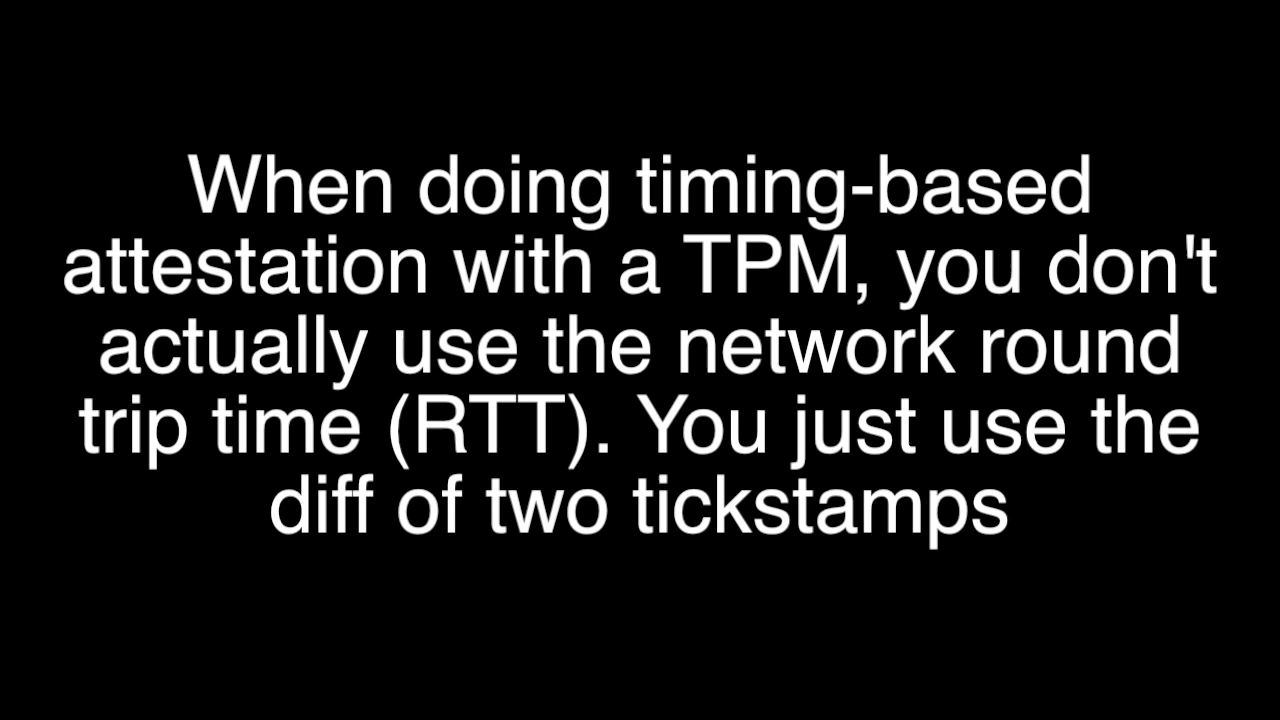 When doing timing-based
attestation with a TPM, you don't
actually use the network round
trip time (RTT). You just use the
diff of two tickstamps